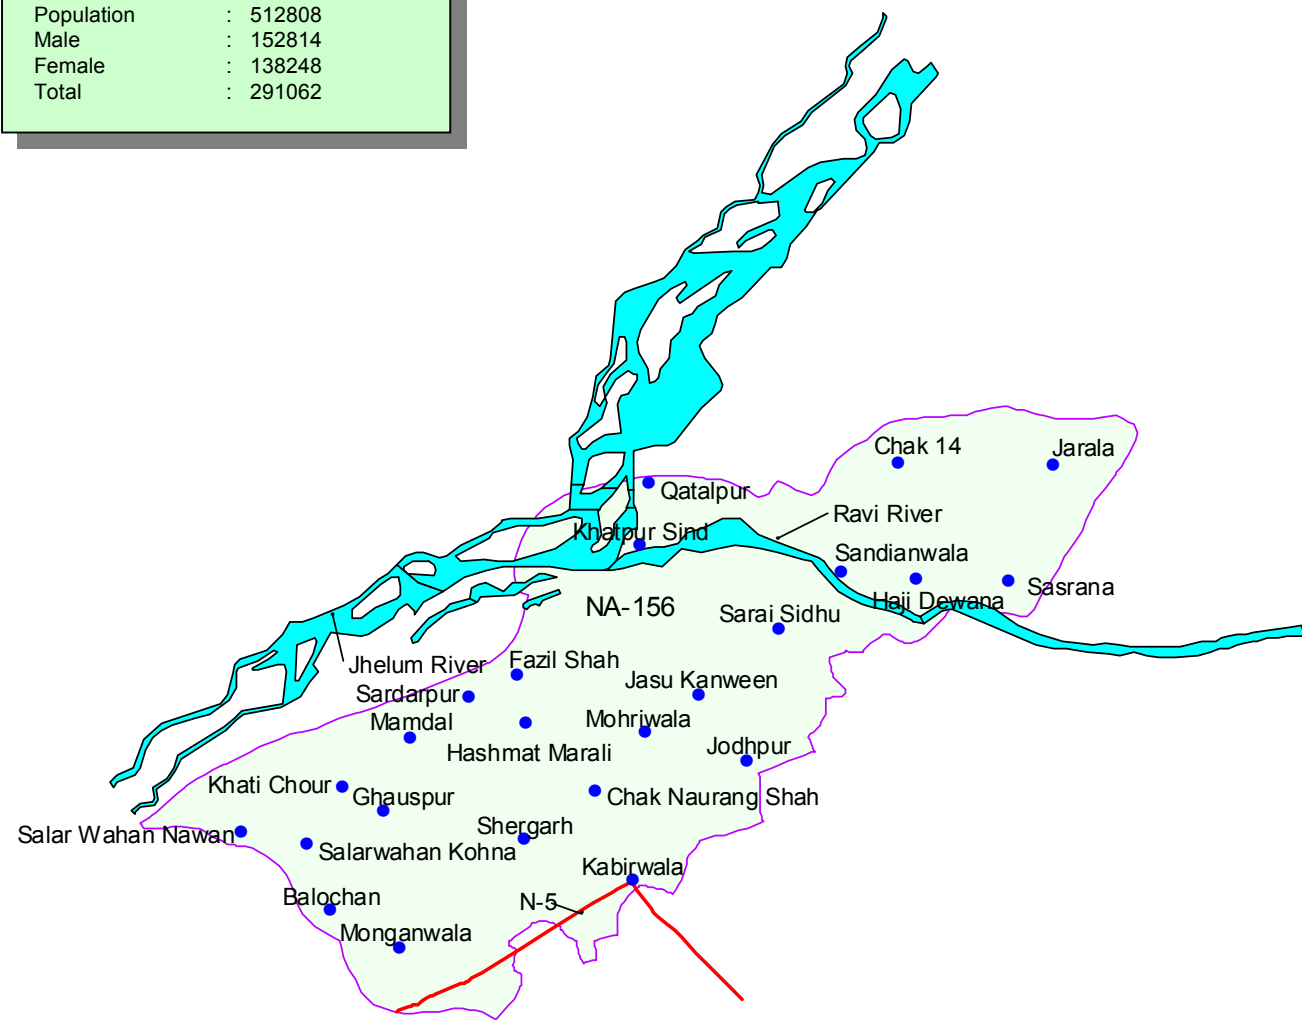 Population : 512808
Male : 152814
Female : 138248
Total : 291062
Chak 14
Jarala
Qatalpur
Ravi River
Khatpur Sind
Sandianwala
Sasrana
Haji Dewana
NA-156
Sarai Sidhu
Jhelum River
Fazil Shah
Jasu Kanween
Sardarpur
Mamdal
Mohriwala
Hashmat Marali
Jodhpur
Khati Chour
Ghauspur
Chak Naurang Shah
Shergarh
Salar Wahan Nawan
Salarwahan Kohna
Kabirwala
Balochan
N-5
Monganwala